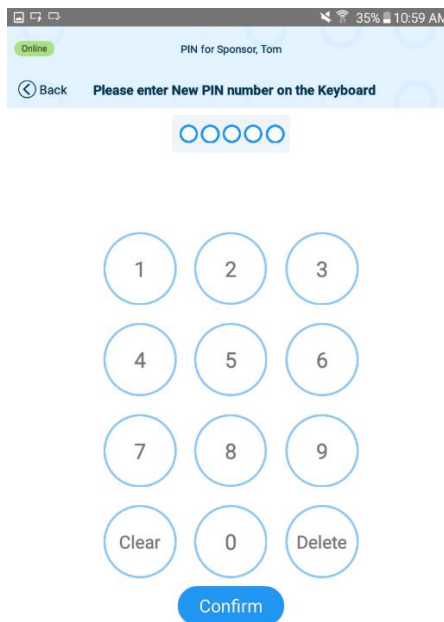 35% 10:59 AM
Online
PIN for Sponsor, Tom
Back
Please enter New PIN number on the Keyboard
1 2 3
4 5 6
7 8 9
Clear 0 Delete
Confirm